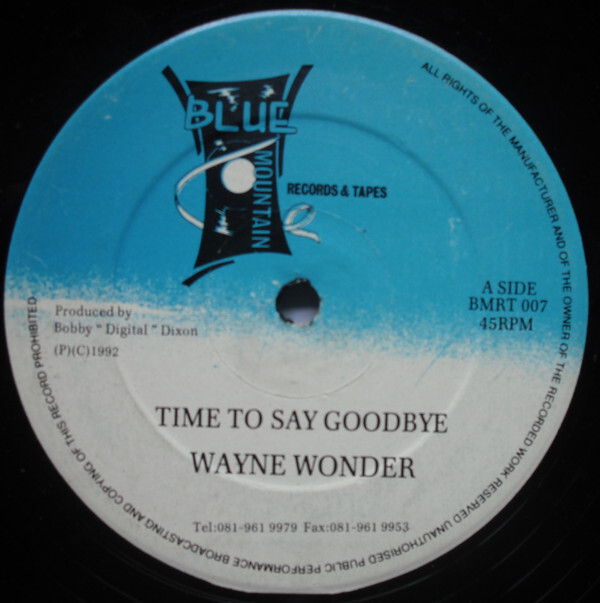 BLUE
MOUNTAIN
RECORDS & TAPES
A SIDE
BMRT 007
45RPM
Produced by
Bobby " Digital " Dixon
(P)(C)1992
TIME TO SAY GOODBYE
WAYNE WONDER
Tel:081-961 9979 Fax:081-961 9953
ALL RIGHTS OF THE MANUFACTURER AND OF THE OWNER OF THE RECORDED WORK RESERVED UNAUTHORISED PUBLIC PERFORMANCE BROADCASTING AND COPYING OF THIS RECORD PROHIBITED